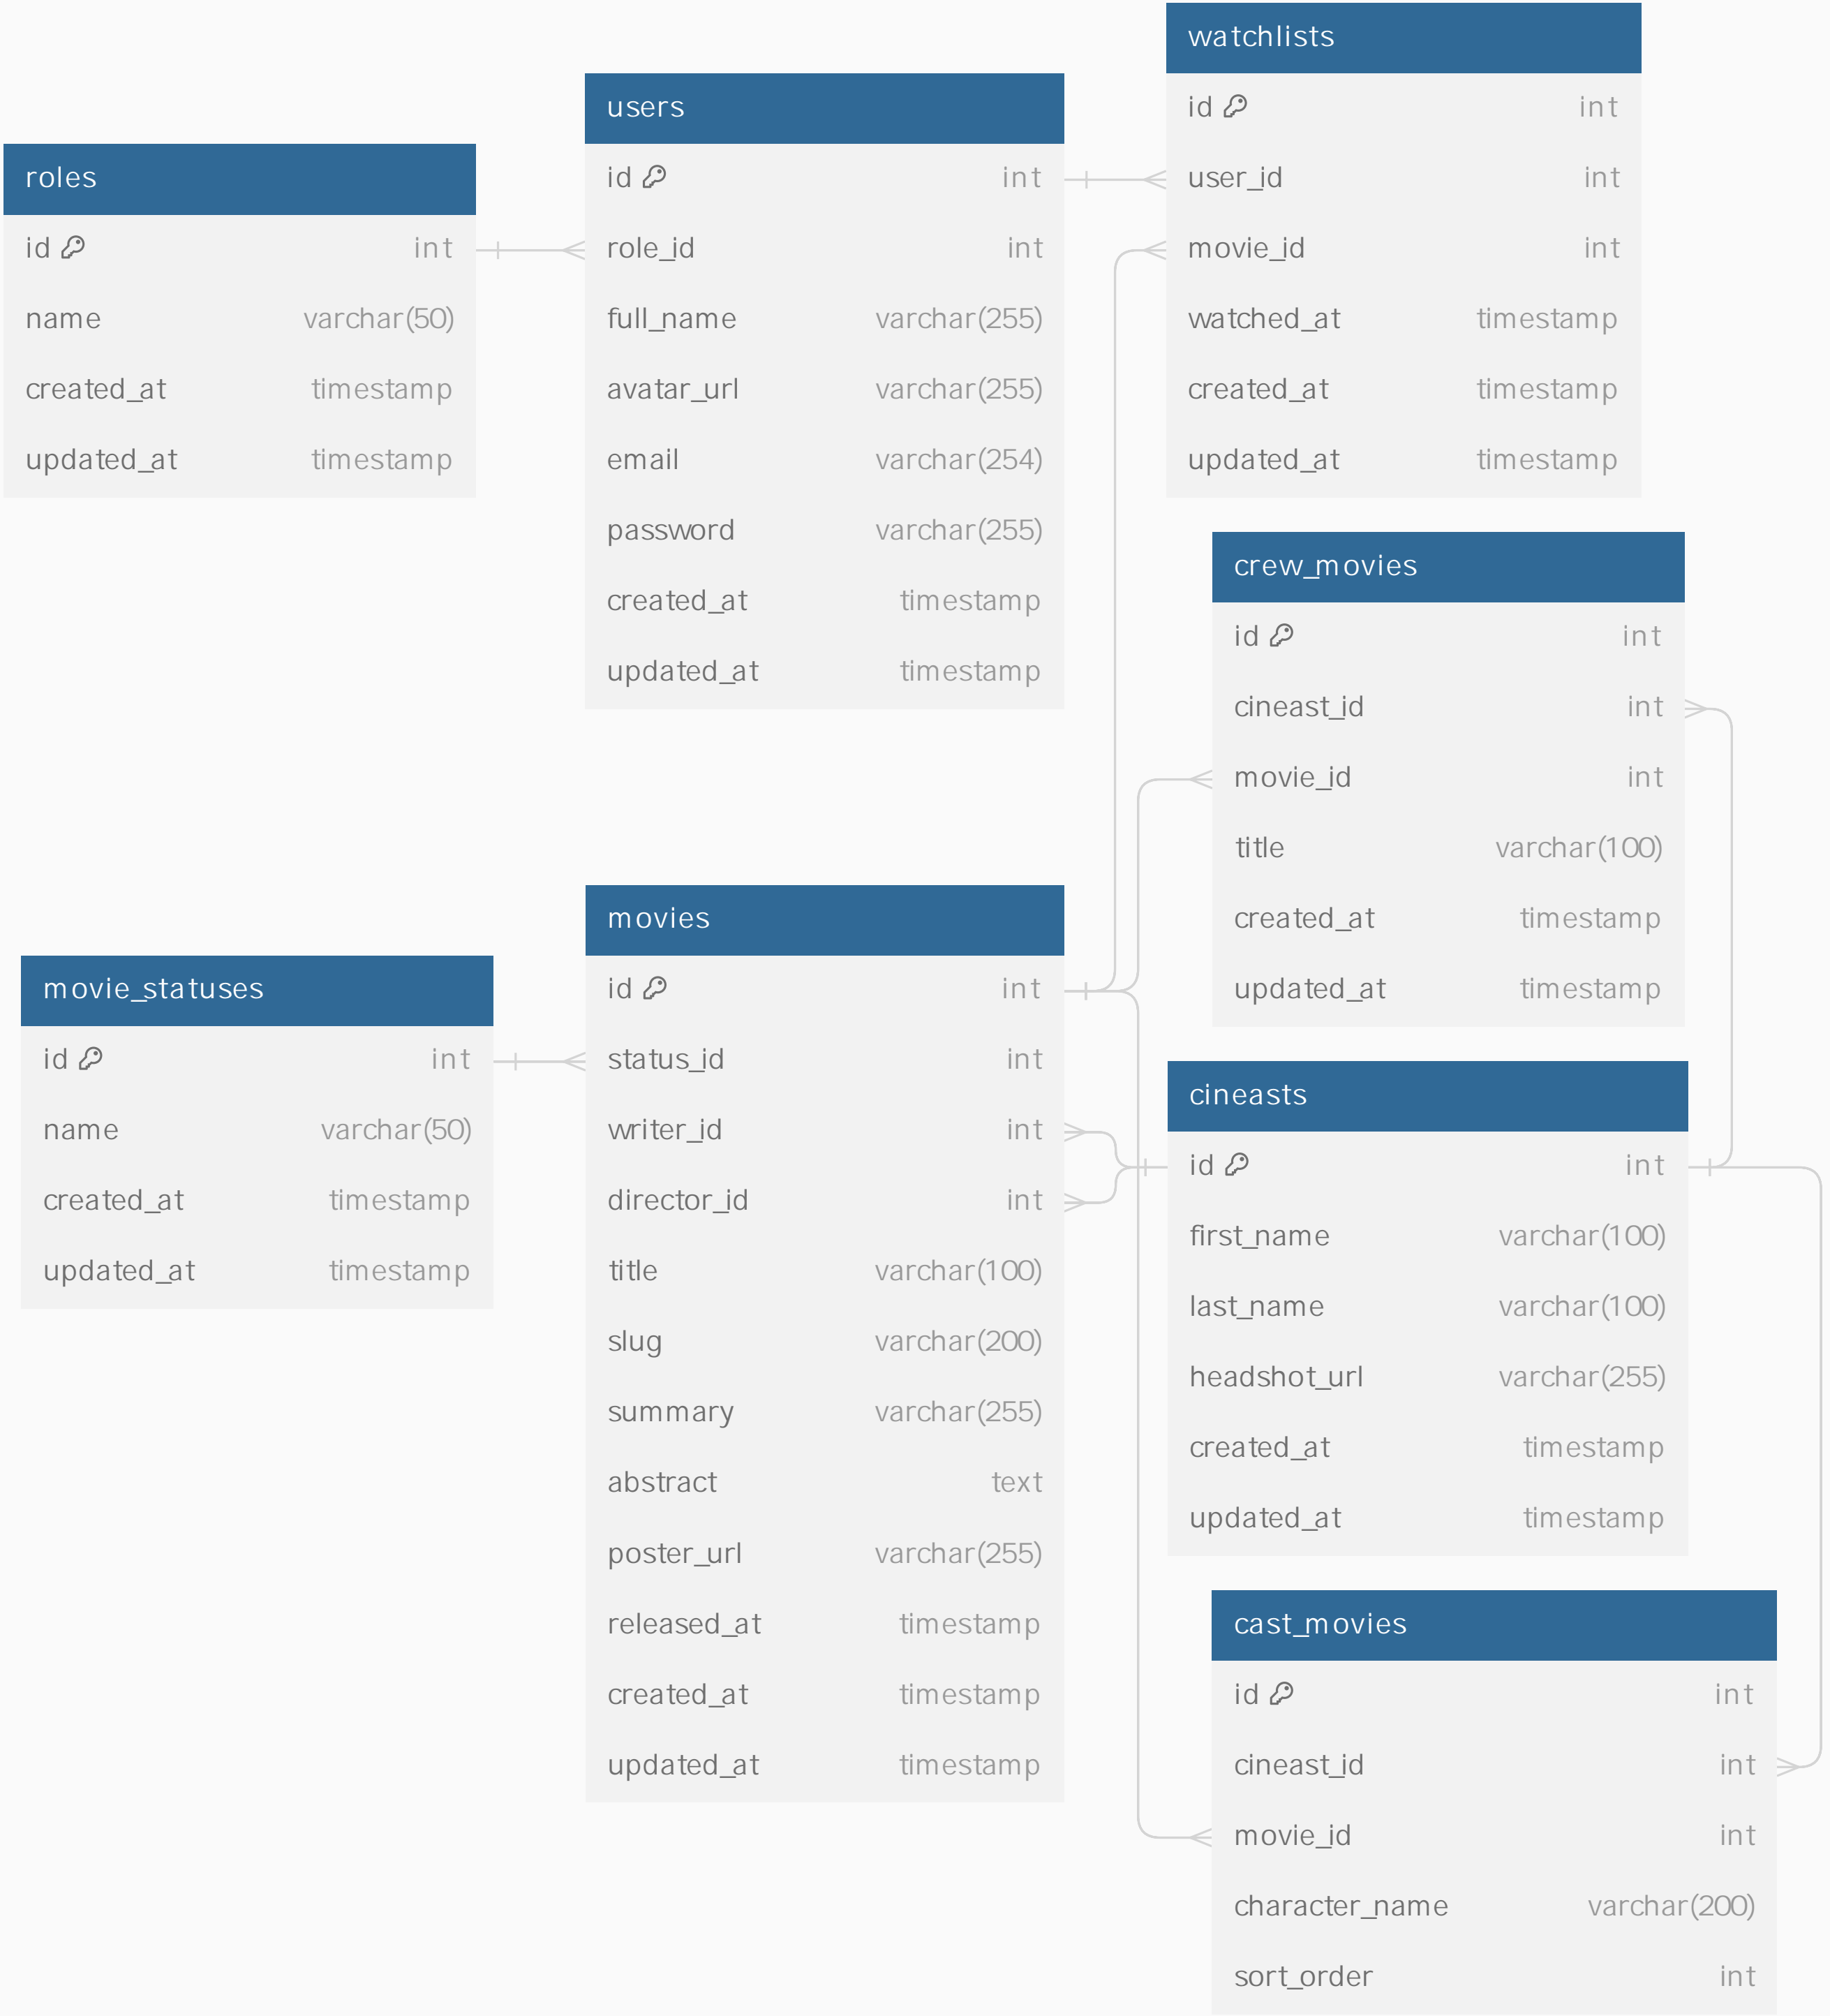 roles
id int
name varchar(50)
created_at timestamp
updated_at timestamp
users
id int
role_id int
full_name varchar(255)
avatar_url varchar(255)
email varchar(254)
password varchar(255)
created_at timestamp
updated_at timestamp
watchlists
id int
user_id int
movie_id int
watched_at timestamp
created_at timestamp
updated_at timestamp
crew_movies
id int
cineast_id int
movie_id int
title varchar(100)
created_at timestamp
updated_at timestamp
movie_statuses
id int
name varchar(50)
created_at timestamp
updated_at timestamp
movies
id int
status_id int
writer_id int
director_id int
title varchar(100)
slug varchar(200)
summary varchar(255)
abstract text
poster_url varchar(255)
released_at timestamp
created_at timestamp
updated_at timestamp
cineasts
id int
first_name varchar(100)
last_name varchar(100)
headshot_url varchar(255)
created_at timestamp
updated_at timestamp
cast_movies
id int
cineast_id int
movie_id int
character_name varchar(200)
sort_order int